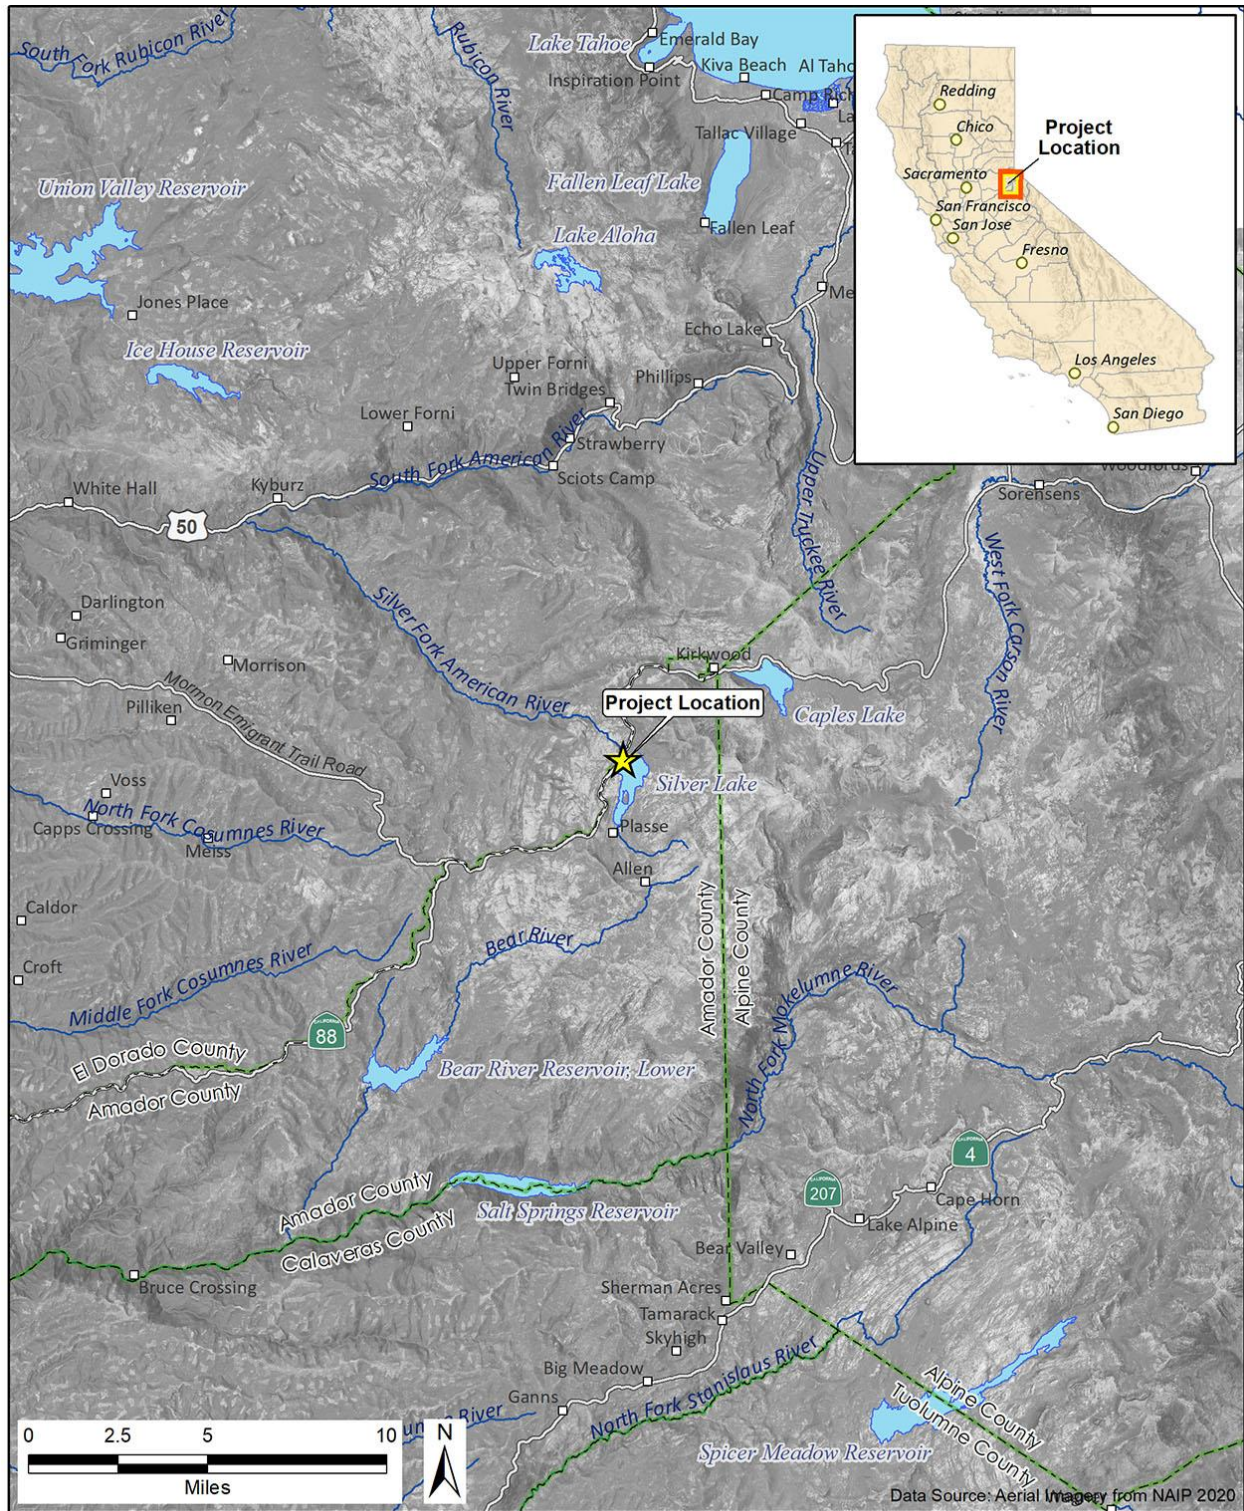 South Fork Rubicon River
Rubicon River
Lake Tahoe
Emerald Bay
Inspiration Point
Kiva Beach
Camp Rich
Tallac Village
Fallen Leaf Lake
Fallen Leaf
Union Valley Reservoir
Lake Aloha
Jones Place
Ice House Reservoir
Echo Lake
Upper Forni
Twin Bridges
Phillips
Lower Forni
Strawberry
South Fork American River
Sciots Camp
White Hall
Kyburz
50
Upper Truckee River
Woodfords
Sorensens
West Fork Carson River
Redding
Chico
Project
Location
Sacramento
San Francisco
San Jose
Fresno
Los Angeles
San Diego
Darlington
Griminger
Morrison
Silver Fork American River
Kirkwood
Project Location
Caples Lake
Pilliken
Mormon Emigrant Trail Road
Silver Lake
Voss
North Fork Cosumnes River
Capps Crossing
Meiss
Plasse
Allen
Amador County
Alpine County
Caldor
Croft
Bear River
Middle Fork Cosumnes River
North Fork Mokelumne River
CALIFORNIA
88
El Dorado County
Amador County
Bear River Reservoir, Lower
CALIFORNIA
4
CALIFORNIA
207
Cape Horn
Lake Alpine
Amador County
Calaveras County
Salt Springs Reservoir
Bear Valley
Bruce Crossing
Sherman Acres
Tamarack
Skyhigh
Big Meadow
Ganns
North Fork Stanislaus River
Alpine County
Tuolumne County
Spicer Meadow Reservoir
River
0 2.5 5 10
Miles
N
Data Source: Aerial Imagery from NAIP 2020